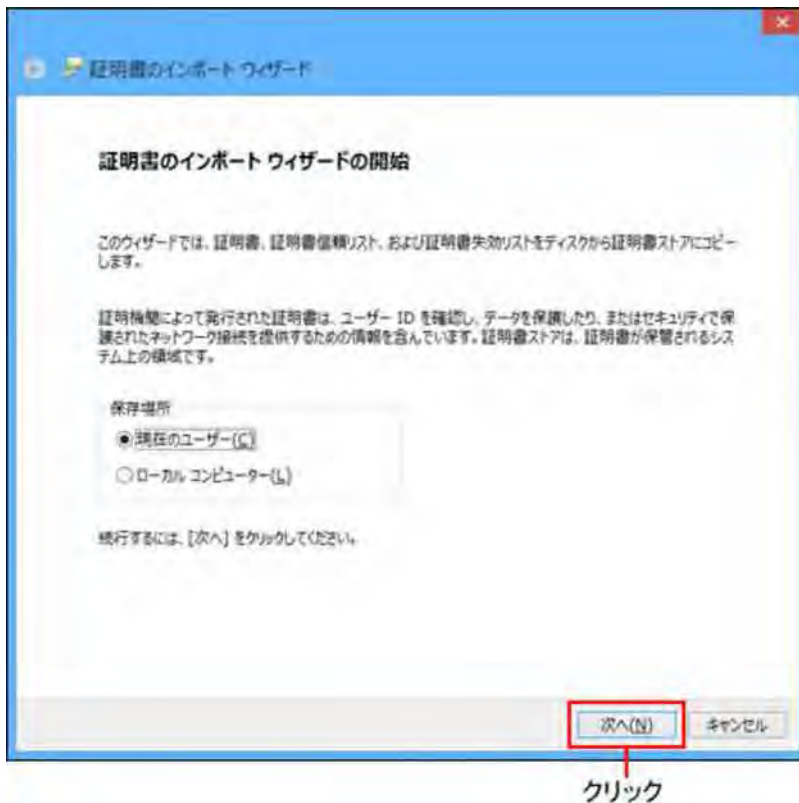 証明書のインポート ウィザード
証明書のインポート ウィザードの開始
このウィザードでは、証明書、証明書信頼リスト、および証明書失効リストをディスクから証明書ストアにコピー
します。
証明機関によって発行された証明書は、ユーザー ID を確認し、データを保護したり、またはセキュリティで保
護されたネットワーク接続を提供するための情報を含んでいます。証明書ストアは、証明書が保管されるシス
テム上の領域です。
保存場所
現在のユーザー(C)
ローカル コンピューター(L)
続行するには、[次へ] をクリックしてください。
次へ(N)
キャンセル
クリック